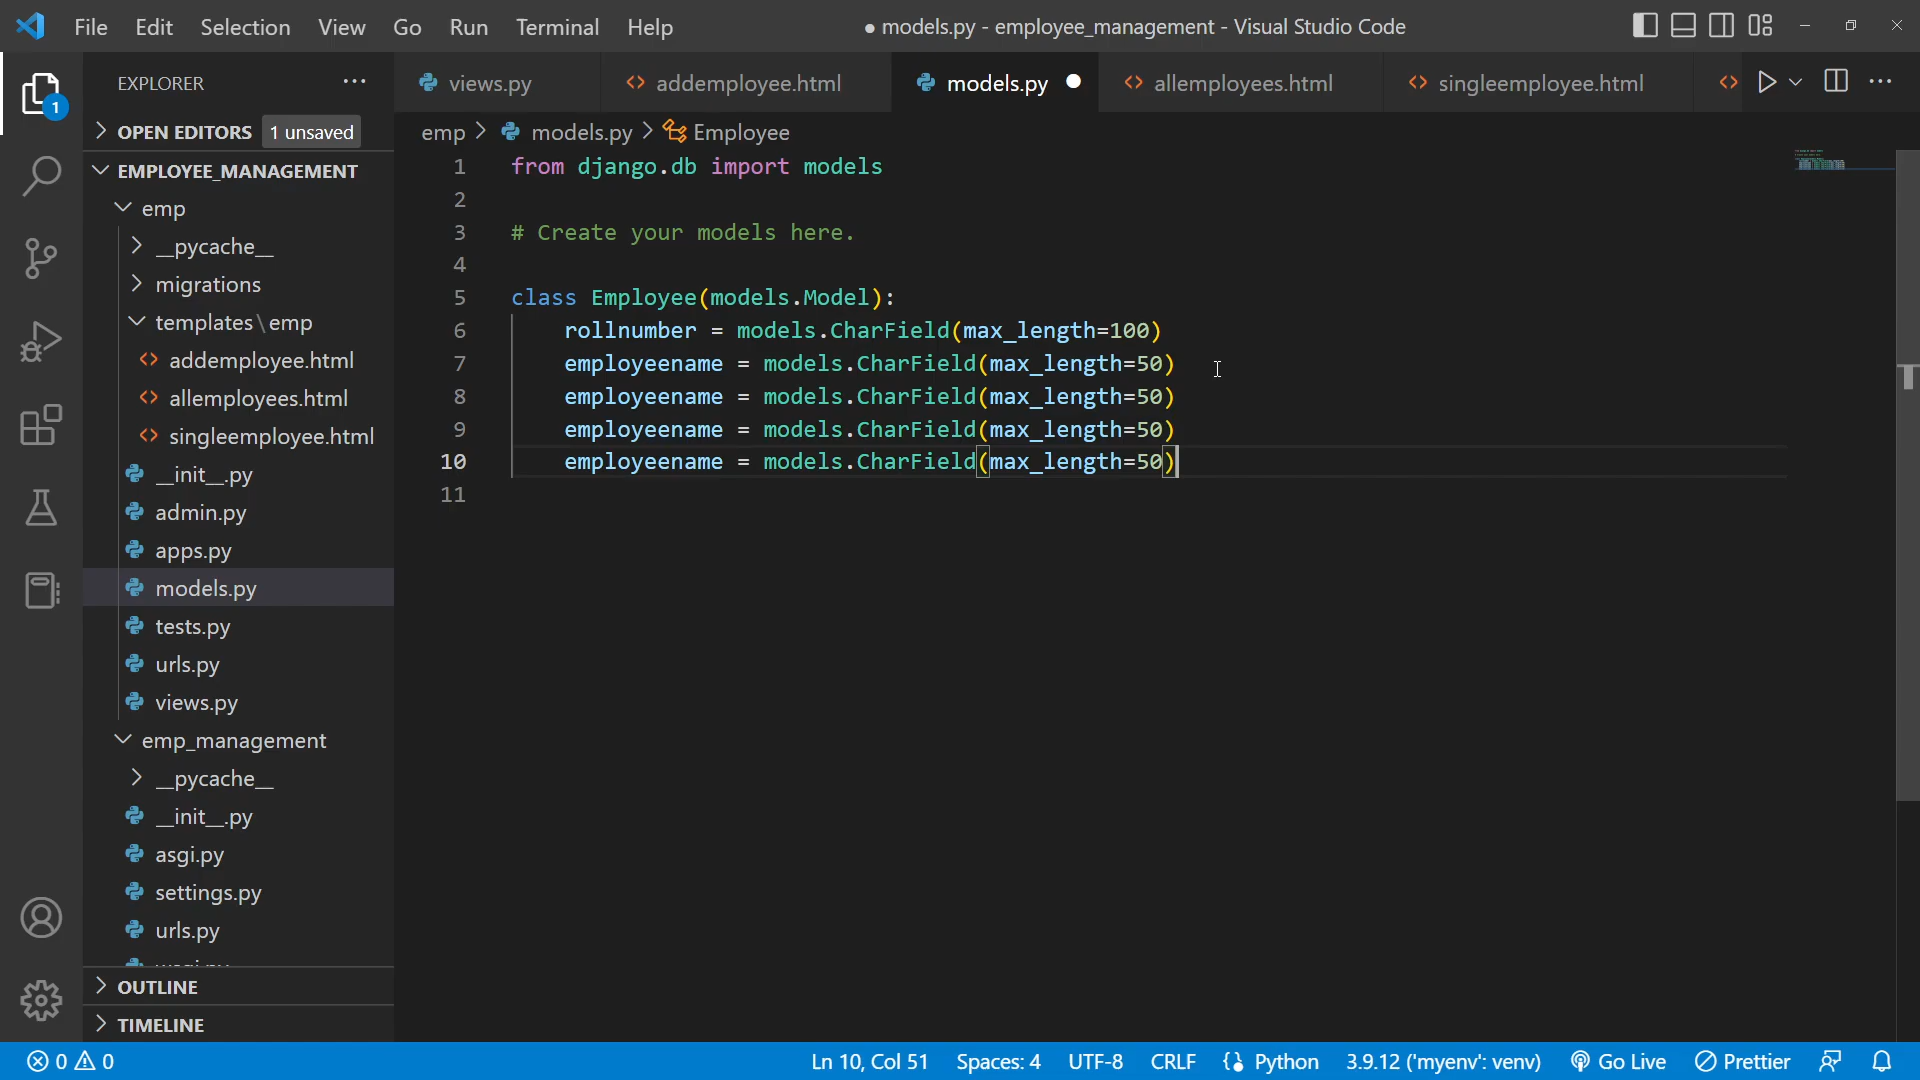 File Edit Selection View Go Run Terminal Help ● models.py - employee_management - Visual Studio Code
EXPLORER ···
views.py addemployee.html models.py allemployees.html singleemployee.html
OPEN EDITORS 1 unsaved
emp > models.py > Employee
EMPLOYEE_MANAGEMENT
emp
__pycache__
migrations
templates\emp
addemployee.html
allemployees.html
singleemployee.html
__init__.py
admin.py
apps.py
models.py
tests.py
urls.py
views.py
emp_management
__pycache__
__init__.py
asgi.py
settings.py
urls.py
OUTLINE
TIMELINE
1 from django.db import models
2
3 # Create your models here.
4
5 class Employee(models.Model):
6 rollnumber = models.CharField(max_length=100)
7 employeename = models.CharField(max_length=50)
8 employeename = models.CharField(max_length=50)
9 employeename = models.CharField(max_length=50)
10 employeename = models.CharField(max_length=50)
11
1
0 0 Ln 10, Col 51 Spaces: 4 UTF-8 CRLF Python 3.9.12 ('myenv': venv) Go Live Prettier